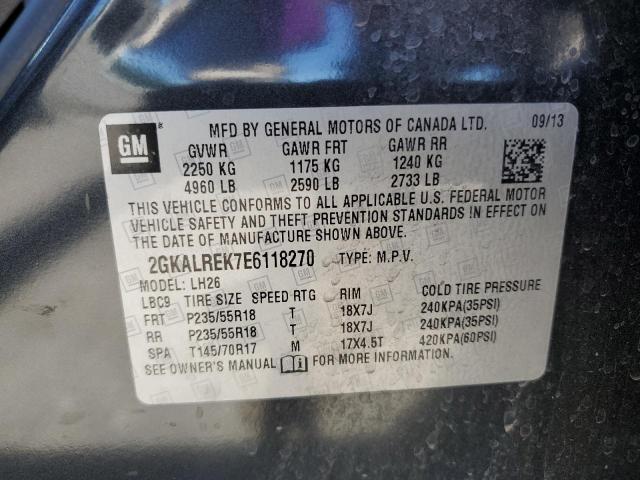 GM ® MFD BY GENERAL MOTORS OF CANADA LTD. 09/13
GVWR GAWR FRT GAWR RR
2250 KG 1175 KG 1240 KG
4960 LB 2590 LB 2733 LB
THIS VEHICLE CONFORMS TO ALL APPLICABLE U.S. FEDERAL MOTOR
VEHICLE SAFETY AND THEFT PREVENTION STANDARDS IN EFFECT ON
THE DATE OF MANUFACTURE SHOWN ABOVE.
2GKALREK7E6118270 TYPE: M.P.V.
MODEL: LH26
LBC9 TIRE SIZE SPEED RTG RIM COLD TIRE PRESSURE
FRT P235/55R18 T 18X7J 240KPA(35PSI)
RR P235/55R18 T 18X7J 240KPA(35PSI)
SPA T145/70R17 M 17X4.5T 420KPA(60PSI)
SEE OWNER'S MANUAL FOR MORE INFORMATION.